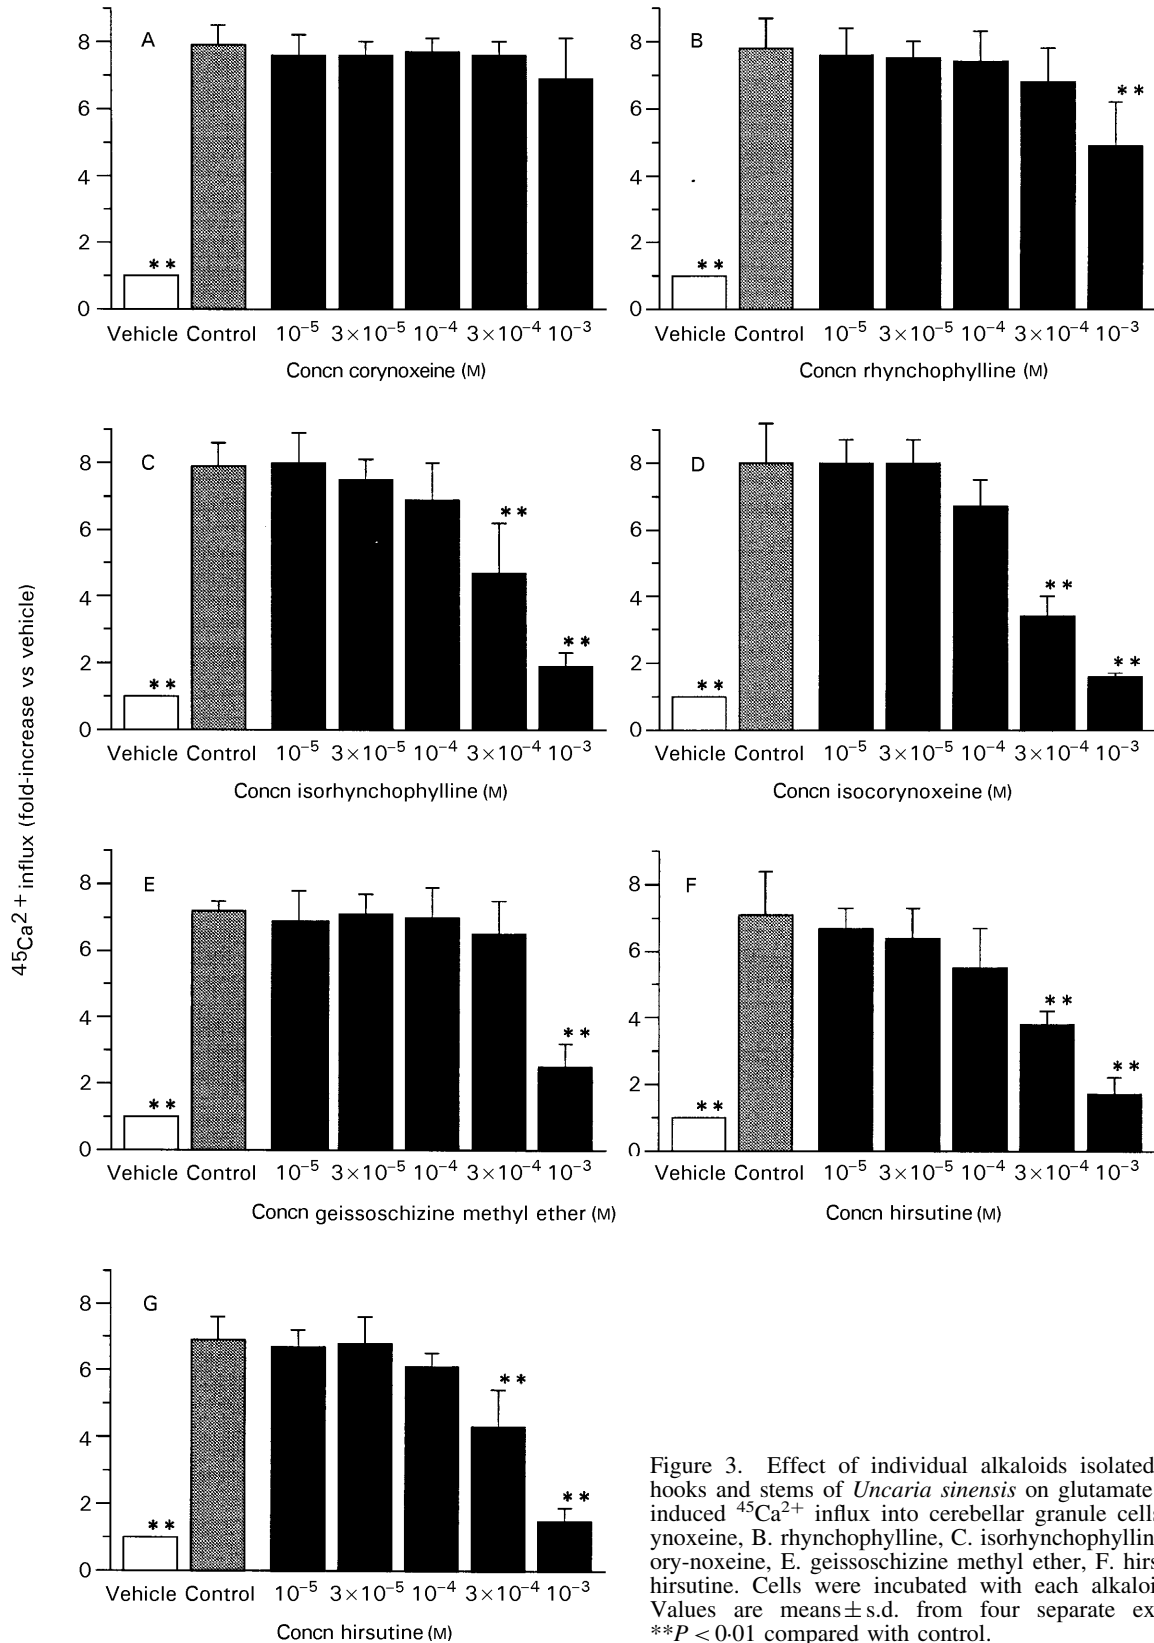 A
8
6
4
2
0
**
Vehicle Control 10⁻⁵ 3×10⁻⁵ 10⁻⁴ 3×10⁻⁴ 10⁻³
Concn corynoxeine (M)
B
8
6
4
2
0
**
**
Vehicle Control 10⁻⁵ 3×10⁻⁵ 10⁻⁴ 3×10⁻⁴ 10⁻³
Concn rhynchophylline (M)
⁴⁵Ca²⁺ influx (fold-increase vs vehicle)
C
8
6
4
2
0
**
**
**
Vehicle Control 10⁻⁵ 3×10⁻⁵ 10⁻⁴ 3×10⁻⁴ 10⁻³
Concn isorhynchophylline (M)
D
8
6
4
2
0
**
**
**
Vehicle Control 10⁻⁵ 3×10⁻⁵ 10⁻⁴ 3×10⁻⁴ 10⁻³
Concn isocorynoxeine (M)
E
8
6
4
2
0
**
**
Vehicle Control 10⁻⁵ 3×10⁻⁵ 10⁻⁴ 3×10⁻⁴ 10⁻³
Concn geissoschizine methyl ether (M)
F
8
6
4
2
0
**
**
**
Vehicle Control 10⁻⁵ 3×10⁻⁵ 10⁻⁴ 3×10⁻⁴ 10⁻³
Concn hirsutine (M)
G
8
6
4
2
0
**
**
**
Vehicle Control 10⁻⁵ 3×10⁻⁵ 10⁻⁴ 3×10⁻⁴ 10⁻³
Concn hirsutine (M)
Figure 3. Effect of individual alkaloids isolated
hooks and stems of Uncaria sinensis on glutamate
induced ⁴⁵Ca²⁺ influx into cerebellar granule cells
ynoxeine, B. rhynchophylline, C. isorhynchophyllin
ory-noxeine, E. geissoschizine methyl ether, F. hirs
hirsutine. Cells were incubated with each alkaloi
Values are means±s.d. from four separate ex
**P < 0·01 compared with control.